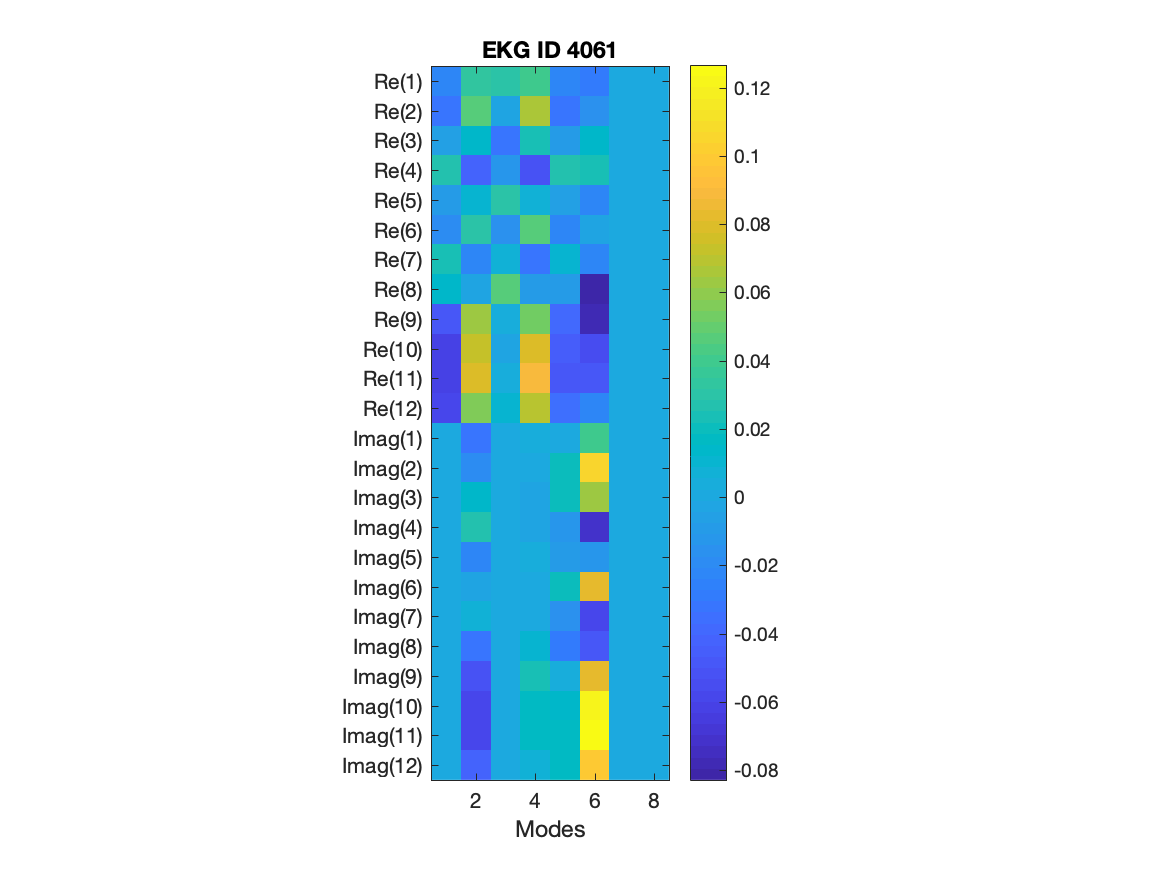 EKG ID 4061
Re(1)
Re(2)
Re(3)
Re(4)
Re(5)
Re(6)
Re(7)
Re(8)
Re(9)
Re(10)
Re(11)
Re(12)
Imag(1)
Imag(2)
Imag(3)
Imag(4)
Imag(5)
Imag(6)
Imag(7)
Imag(8)
Imag(9)
Imag(10)
Imag(11)
Imag(12)
2 4 6 8
Modes
0.12
0.1
0.08
0.06
0.04
0.02
0
-0.02
-0.04
-0.06
-0.08